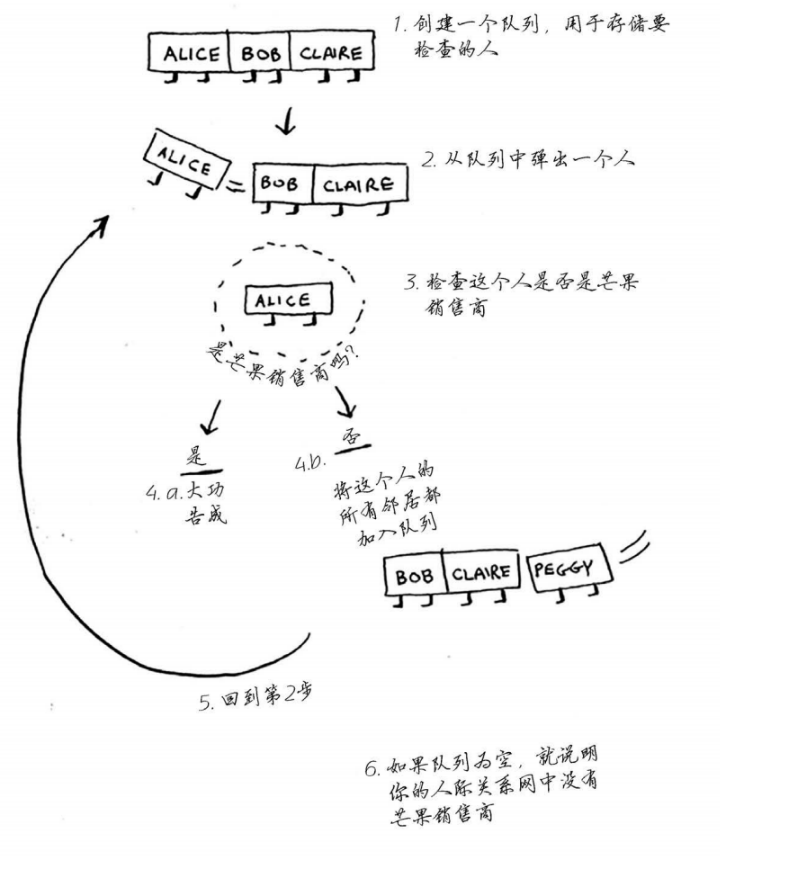 1. 创建一个队列，用于存储要
检查的人
ALICE BOB CLAIRE
ALICE
BOB CLAIRE
2. 从队列中弹出一个人
3. 检查这个人是否是芒果
销售商
ALICE
是芒果销售商吗？
是
4.a. 大功
告成
否
4.b.
将这个人的
所有邻居都
加入队列
BOB CLAIRE PEGGY
5. 回到第2步
6. 如果队列为空，就说明
你的人际关系网中没有
芒果销售商